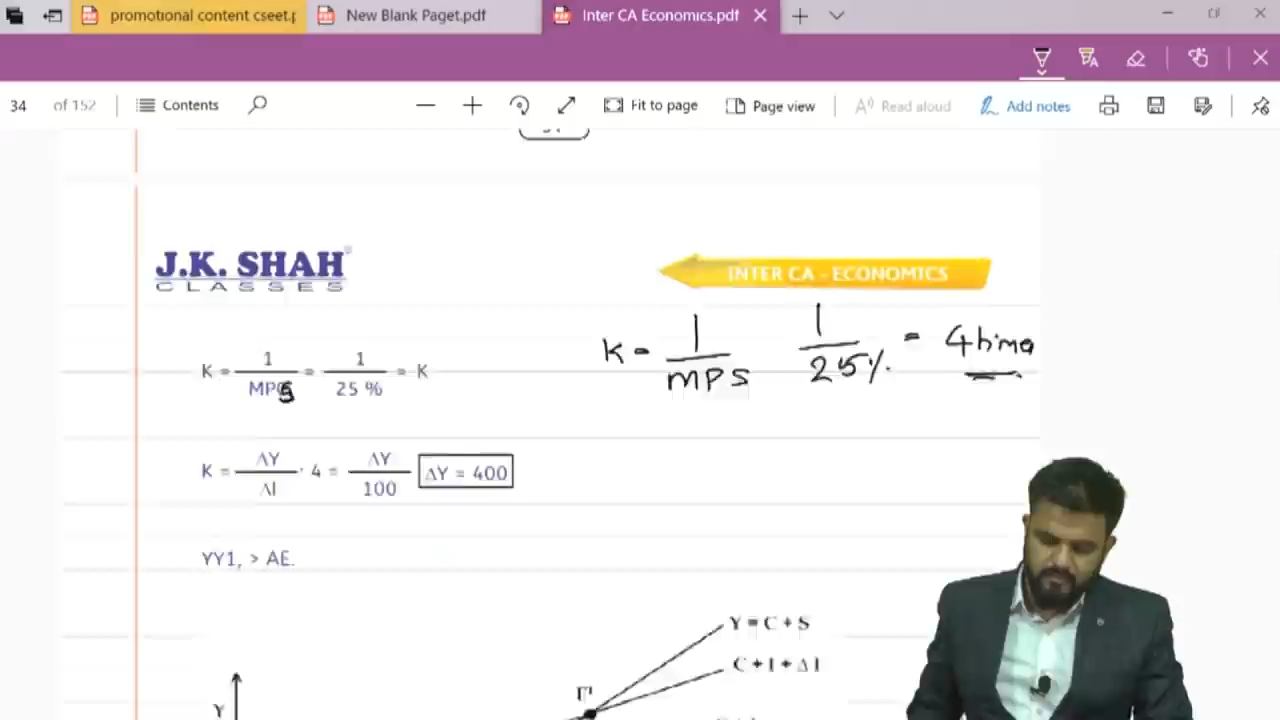 promotional content cseet.p
New Blank Paget.pdf
Inter CA Economics.pdf
34 of 152
Contents
Fit to page
Page view
Read aloud
Add notes
J.K. SHAH
CLASSES
INTER CA - ECONOMICS
K = 1 / MPS = 1 / 25 % = K
K = 1 / MPS 1 / 25% = 4 time
K = ΔY / ΔI · 4 = ΔY / 100 ΔY = 400
YY1, > AE.
Y = C + S
C + I + Δ I
Y